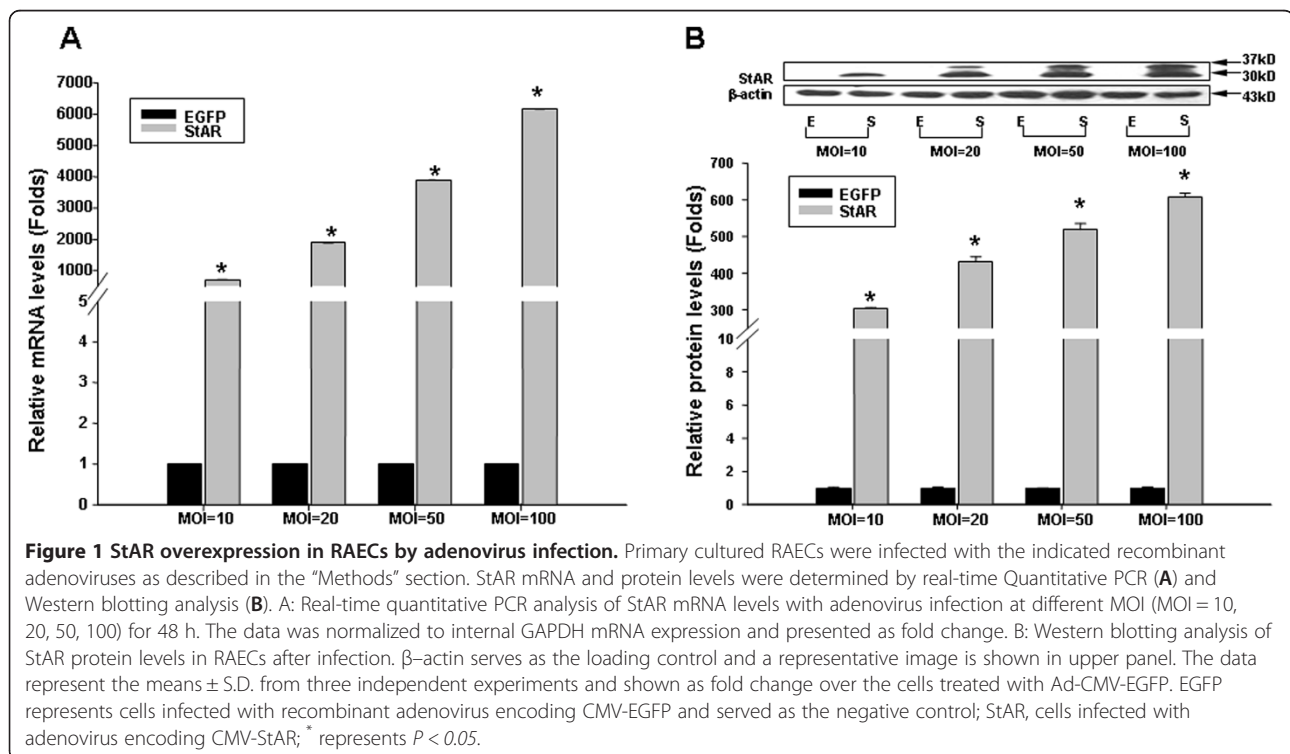 A
Relative mRNA levels (Folds)
7000
6000
5000
4000
3000
2000
1000
5
4
3
2
1
0
EGFP
StAR
*
*
*
*
MOI=10
MOI=20
MOI=50
MOI=100
B
StAR
β-actin
37kD
30kD
43kD
E S
E S
E S
E S
MOI=10
MOI=20
MOI=50
MOI=100
Relative protein levels (Folds)
700
600
500
400
300
10
8
6
4
2
0
EGFP
StAR
*
*
*
*
MOI=10
MOI=20
MOI=50
MOI=100
Figure 1 StAR overexpression in RAECs by adenovirus infection. Primary cultured RAECs were infected with the indicated recombinant
adenoviruses as described in the “Methods” section. StAR mRNA and protein levels were determined by real-time Quantitative PCR (A) and
Western blotting analysis (B). A: Real-time quantitative PCR analysis of StAR mRNA levels with adenovirus infection at different MOI (MOI = 10,
20, 50, 100) for 48 h. The data was normalized to internal GAPDH mRNA expression and presented as fold change. B: Western blotting analysis of
StAR protein levels in RAECs after infection. β–actin serves as the loading control and a representative image is shown in upper panel. The data
represent the means ± S.D. from three independent experiments and shown as fold change over the cells treated with Ad-CMV-EGFP. EGFP
represents cells infected with recombinant adenovirus encoding CMV-EGFP and served as the negative control; StAR, cells infected with
adenovirus encoding CMV-StAR; * represents P < 0.05.